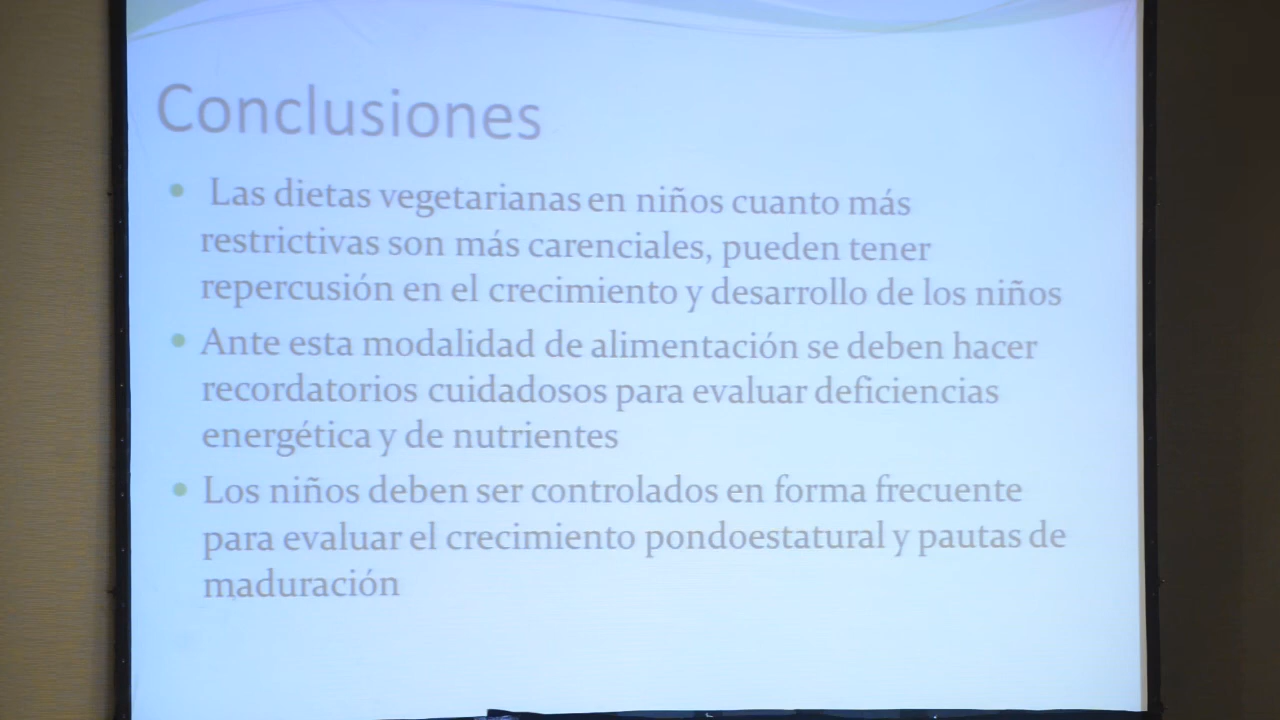 Conclusiones
• Las dietas vegetarianas en niños cuanto más
restrictivas son más carenciales, pueden tener
repercusión en el crecimiento y desarrollo de los niños
• Ante esta modalidad de alimentación se deben hacer
recordatorios cuidadosos para evaluar deficiencias
energética y de nutrientes
• Los niños deben ser controlados en forma frecuente
para evaluar el crecimiento pondoestatural y pautas de
maduración